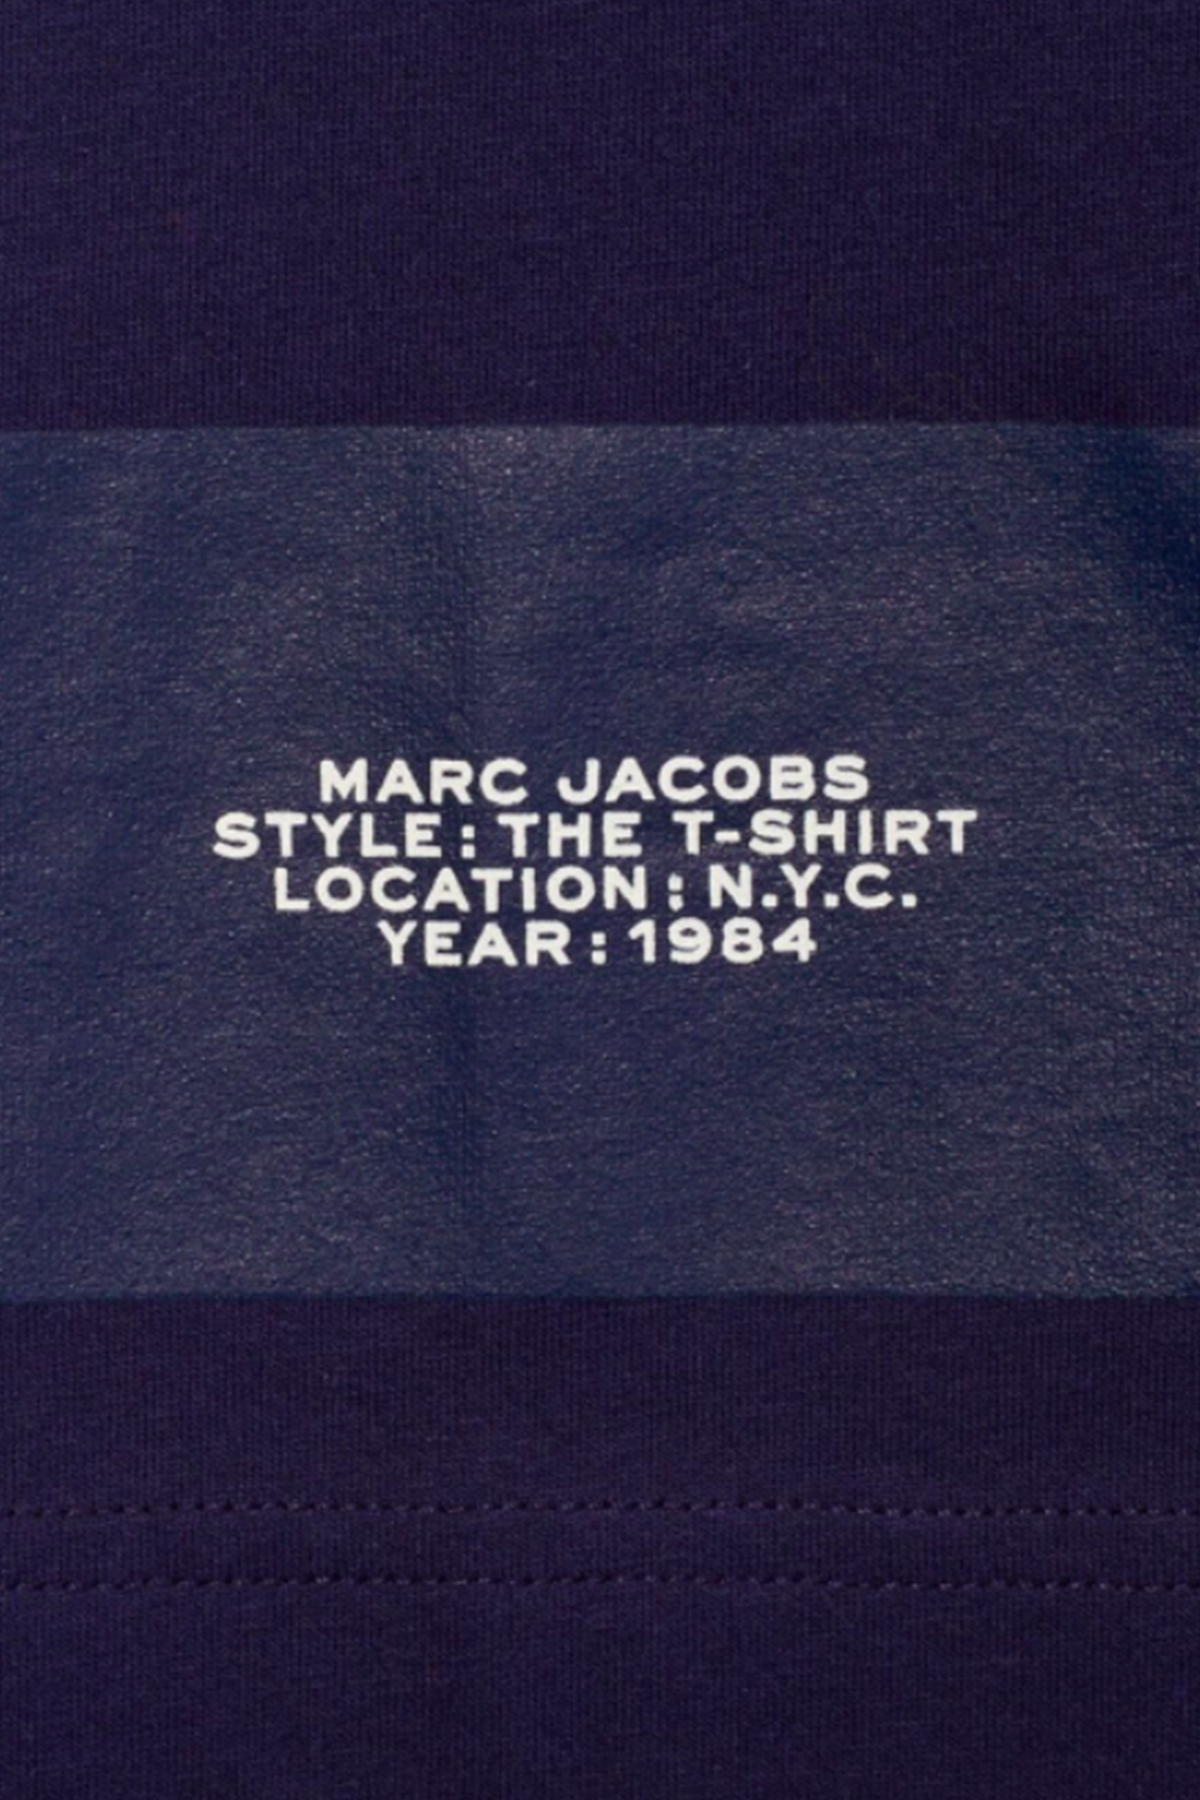 MARC JACOBS
STYLE : THE T-SHIRT
LOCATION : N.Y.C.
YEAR : 1984